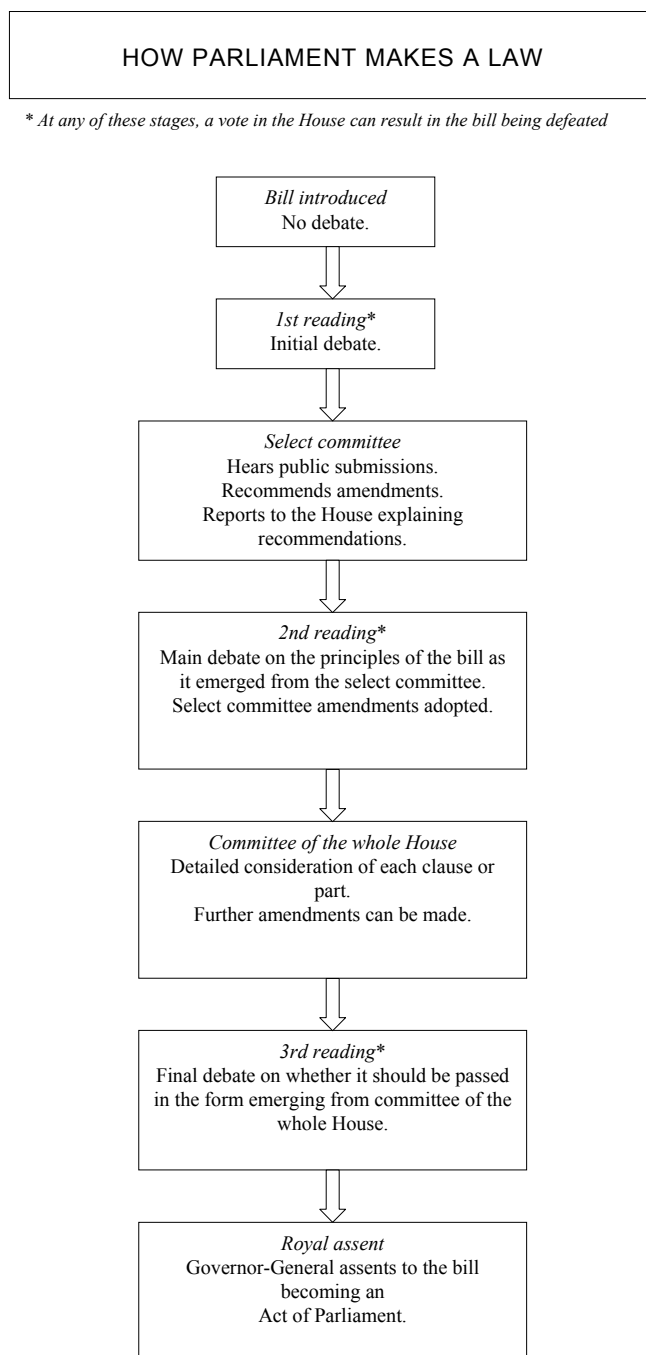 HOW PARLIAMENT MAKES A LAW
* At any of these stages, a vote in the House can result in the bill being defeated
Bill introduced
No debate.
1st reading*
Initial debate.
Select committee
Hears public submissions.
Recommends amendments.
Reports to the House explaining
recommendations.
2nd reading*
Main debate on the principles of the bill as
it emerged from the select committee.
Select committee amendments adopted.
Committee of the whole House
Detailed consideration of each clause or
part.
Further amendments can be made.
3rd reading*
Final debate on whether it should be passed
in the form emerging from committee of the
whole House.
Royal assent
Governor-General assents to the bill
becoming an
Act of Parliament.